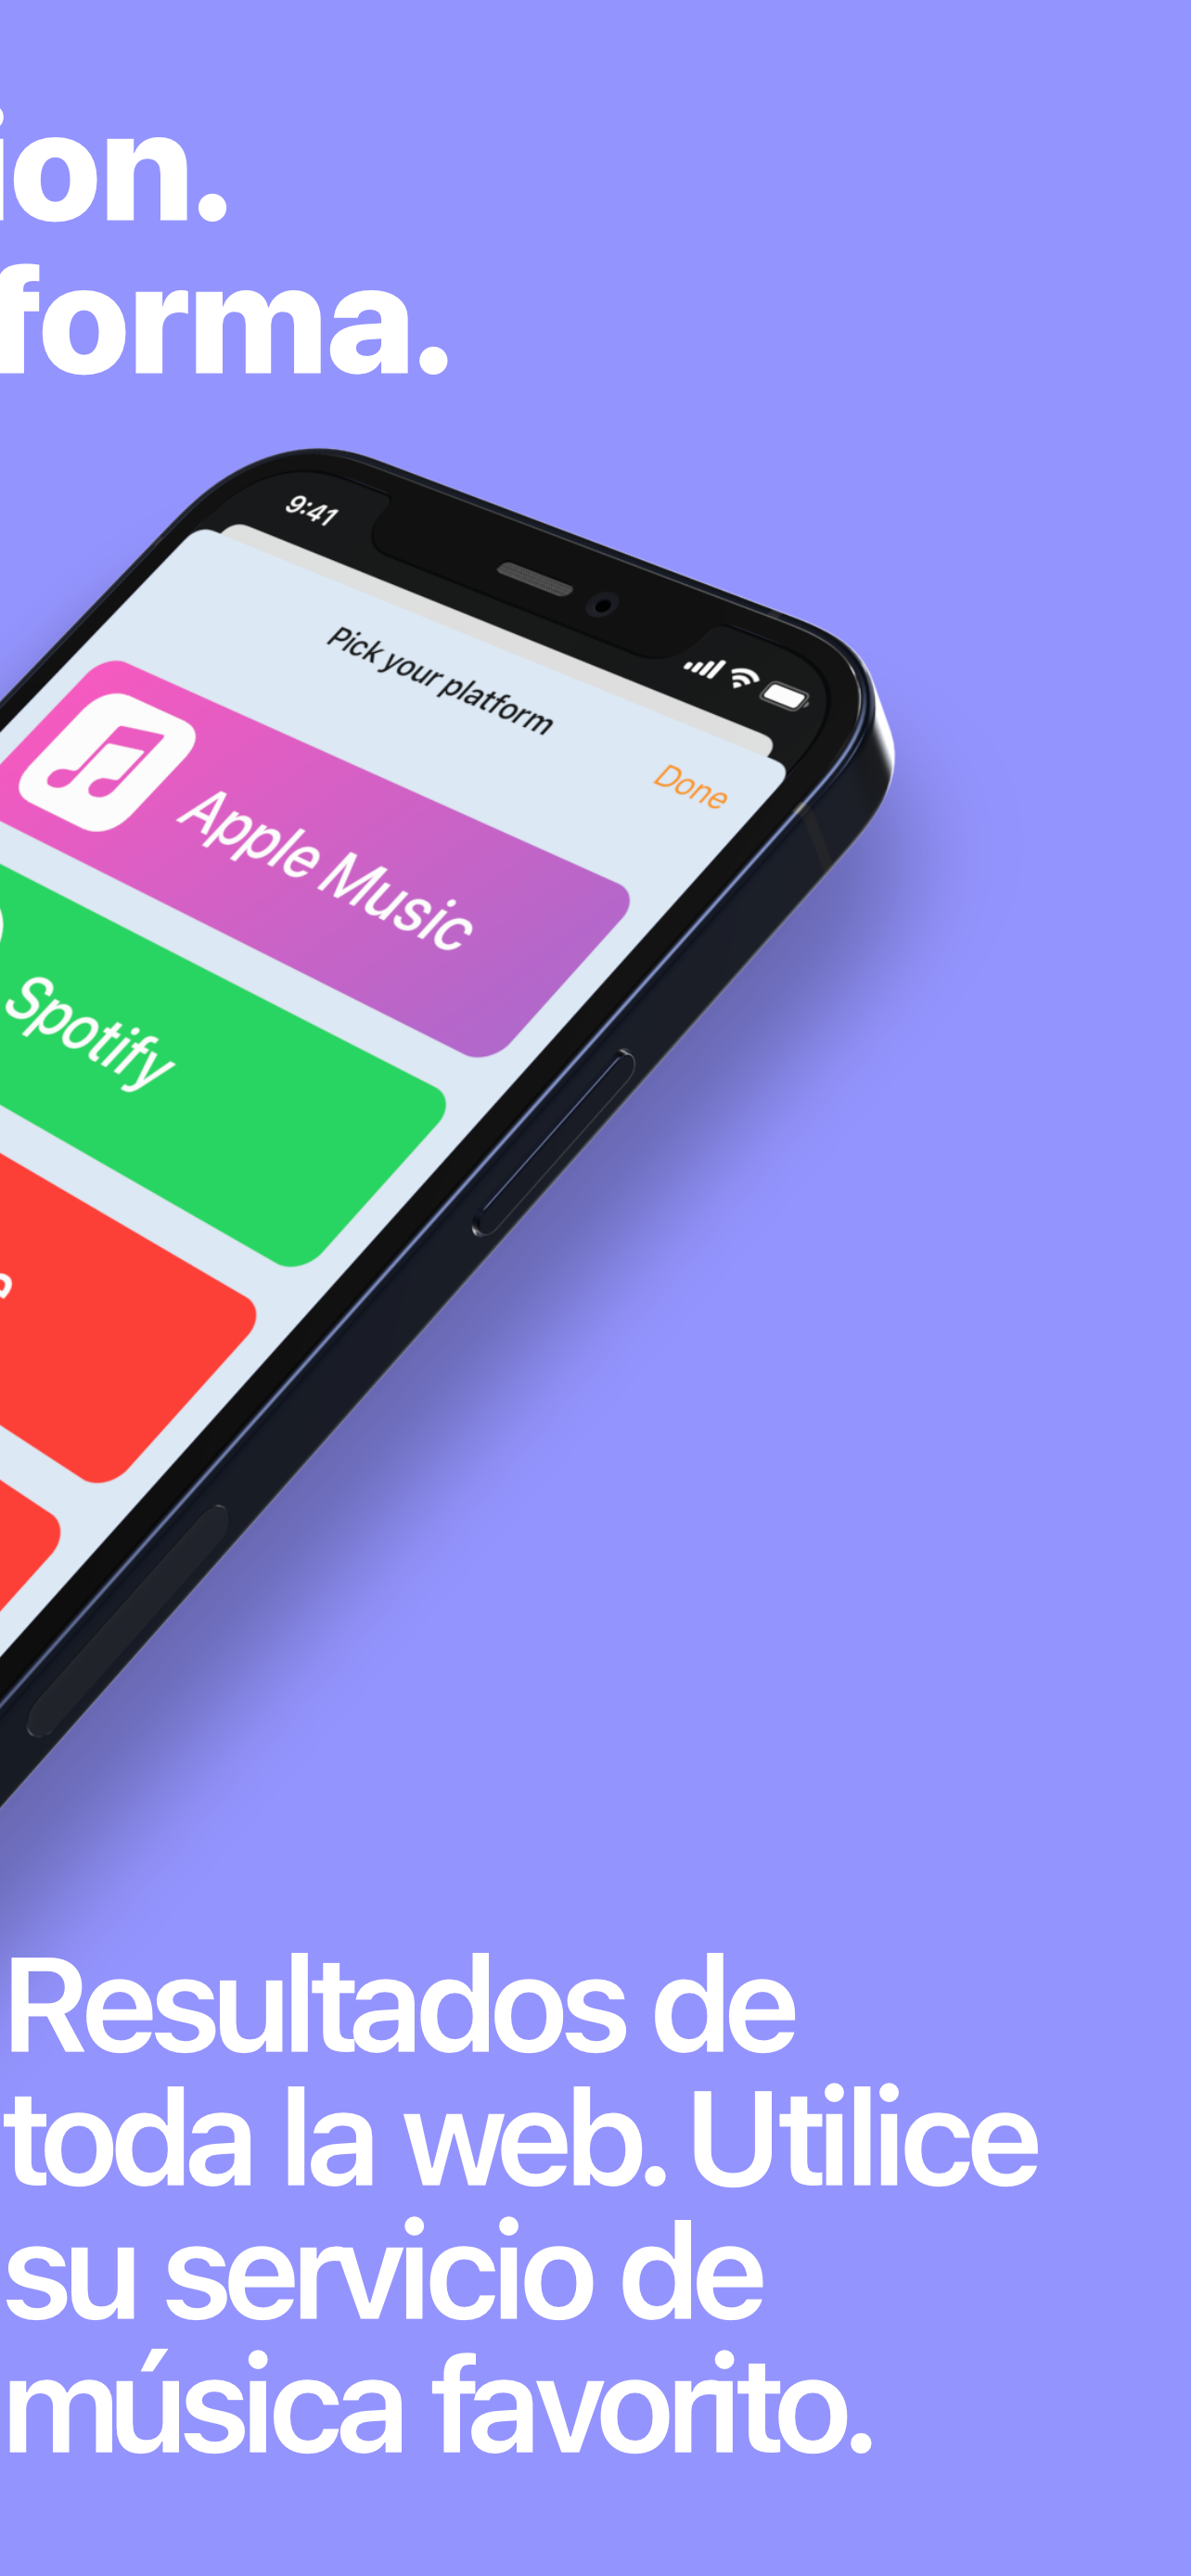 ion.
forma.
9:41
Pick your platform
Done
Apple Music
Spotify
e
Resultados de
toda la web. Utilice
su servicio de
música favorito.